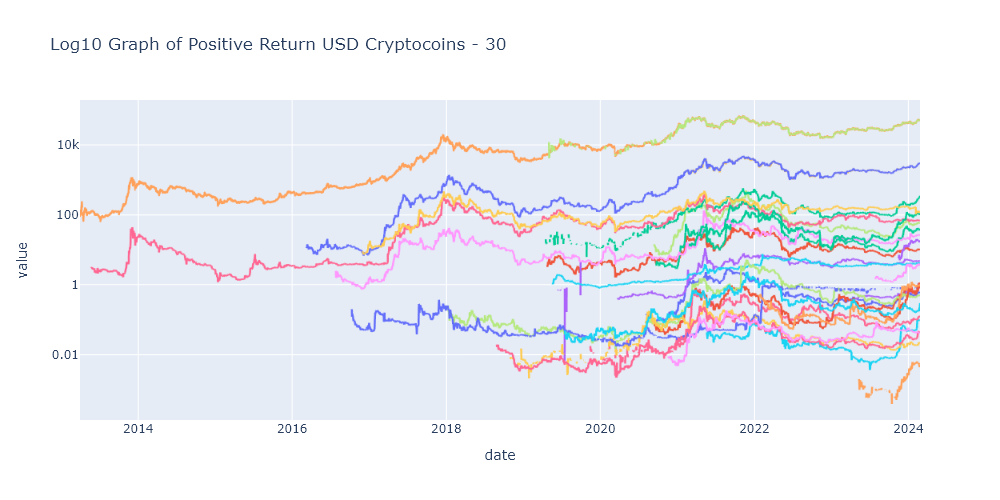 Log10 Graph of Positive Return USD Cryptocoins - 30
value
10k
100
1
0.01
2014 2016 2018 2020 2022 2024
date